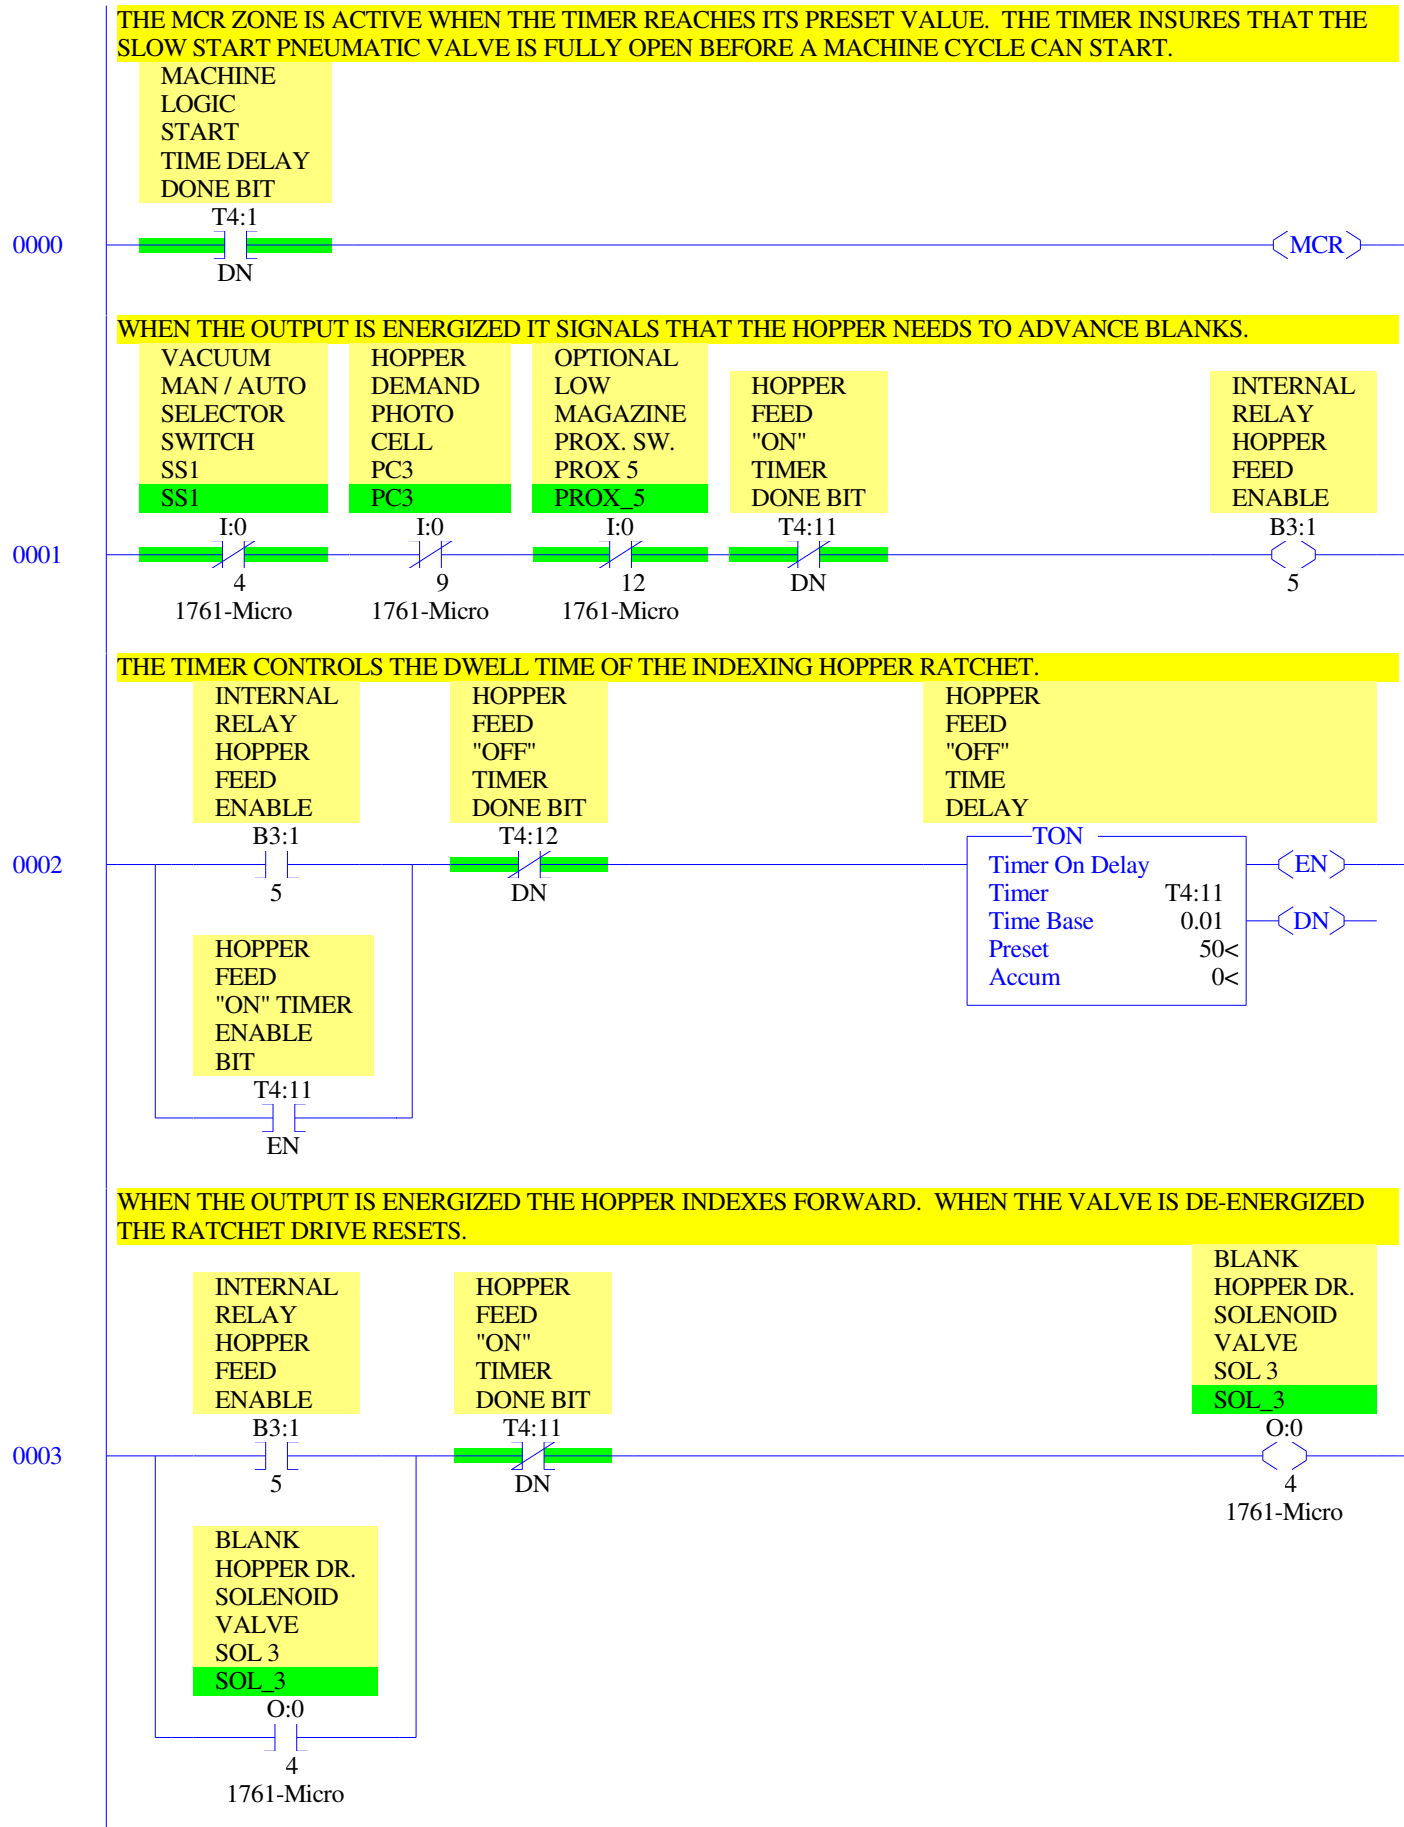 THE MCR ZONE IS ACTIVE WHEN THE TIMER REACHES ITS PRESET VALUE.  THE TIMER INSURES THAT THE
SLOW START PNEUMATIC VALVE IS FULLY OPEN BEFORE A MACHINE CYCLE CAN START.
MACHINE
LOGIC
START
TIME DELAY
DONE BIT
T4:1
DN
0000
MCR
WHEN THE OUTPUT IS ENERGIZED IT SIGNALS THAT THE HOPPER NEEDS TO ADVANCE BLANKS.
VACUUM
MAN / AUTO
SELECTOR
SWITCH
SS1
SS1
I:0
4
1761-Micro
HOPPER
DEMAND
PHOTO
CELL
PC3
PC3
I:0
9
1761-Micro
OPTIONAL
LOW
MAGAZINE
PROX. SW.
PROX 5
PROX_5
I:0
12
1761-Micro
HOPPER
FEED
"ON"
TIMER
DONE BIT
T4:11
DN
INTERNAL
RELAY
HOPPER
FEED
ENABLE
B3:1
5
0001
THE TIMER CONTROLS THE DWELL TIME OF THE INDEXING HOPPER RATCHET.
INTERNAL
RELAY
HOPPER
FEED
ENABLE
B3:1
5
HOPPER
FEED
"OFF"
TIMER
DONE BIT
T4:12
DN
HOPPER
FEED
"OFF"
TIME
DELAY
TON
Timer On Delay
Timer T4:11
Time Base 0.01
Preset 50<
Accum 0<
EN
DN
0002
HOPPER
FEED
"ON" TIMER
ENABLE
BIT
T4:11
EN
WHEN THE OUTPUT IS ENERGIZED THE HOPPER INDEXES FORWARD.  WHEN THE VALVE IS DE-ENERGIZED
THE RATCHET DRIVE RESETS.
INTERNAL
RELAY
HOPPER
FEED
ENABLE
B3:1
5
HOPPER
FEED
"ON"
TIMER
DONE BIT
T4:11
DN
BLANK
HOPPER DR.
SOLENOID
VALVE
SOL 3
SOL_3
O:0
4
1761-Micro
0003
BLANK
HOPPER DR.
SOLENOID
VALVE
SOL 3
SOL_3
O:0
4
1761-Micro